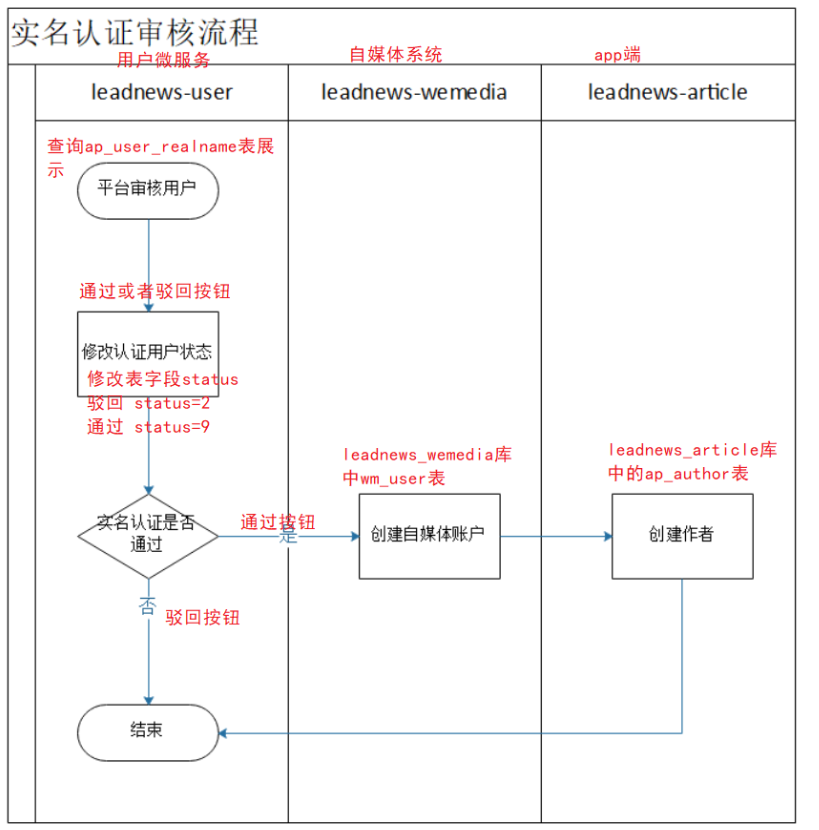 实名认证审核流程
用户微服务
自媒体系统
app端
leadnews-user
leadnews-wemedia
leadnews-article
查询ap_user_realname表展
示
平台审核用户
通过或者驳回按钮
修改认证用户状态
修改表字段status
驳回 status=2
通过 status=9
leadnews_wemedia库
中wm_user表
leadnews_article库
中的ap_author表
实名认证是否
通过
通过按钮
是
创建自媒体账户
创建作者
否
驳回按钮
结束